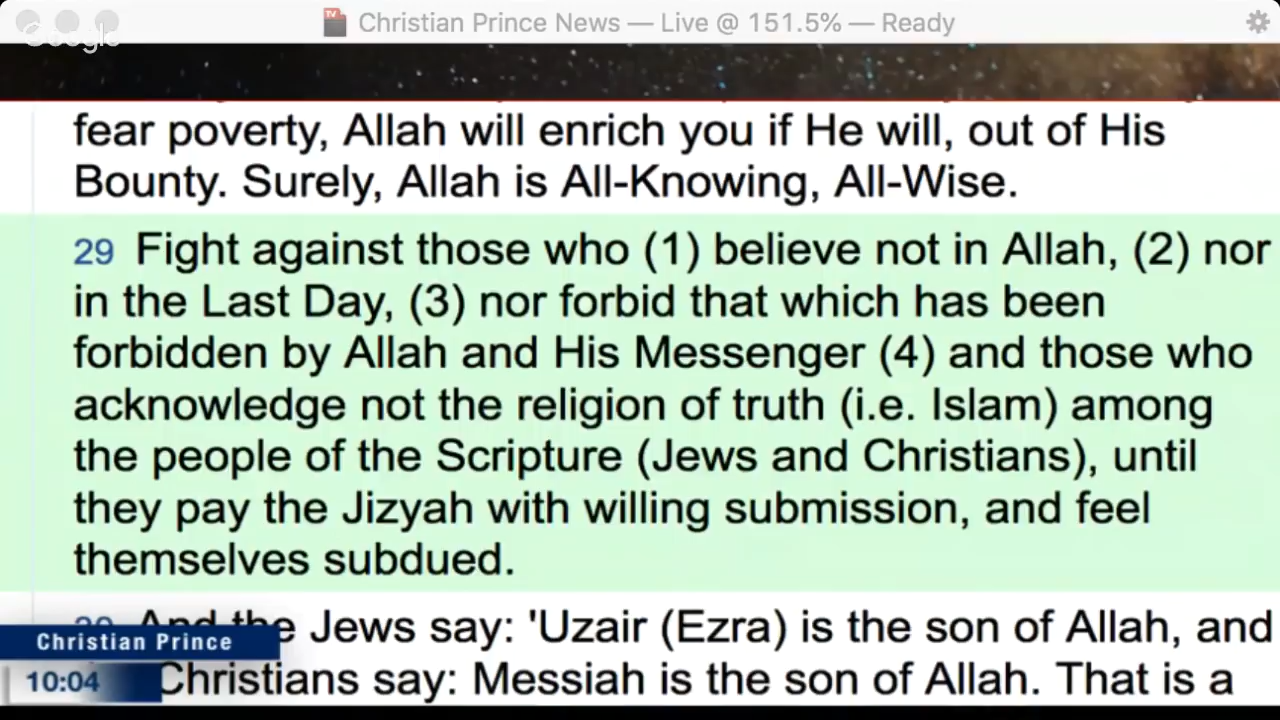 Christian Prince News — Live @ 151.5% — Ready
TV
Google
fear poverty, Allah will enrich you if He will, out of His
Bounty. Surely, Allah is All-Knowing, All-Wise.
29 Fight against those who (1) believe not in Allah, (2) nor
in the Last Day, (3) nor forbid that which has been
forbidden by Allah and His Messenger (4) and those who
acknowledge not the religion of truth (i.e. Islam) among
the people of the Scripture (Jews and Christians), until
they pay the Jizyah with willing submission, and feel
themselves subdued.
And the Jews say: 'Uzair (Ezra) is the son of Allah, and
Christians say: Messiah is the son of Allah. That is a
Christian Prince
10:04